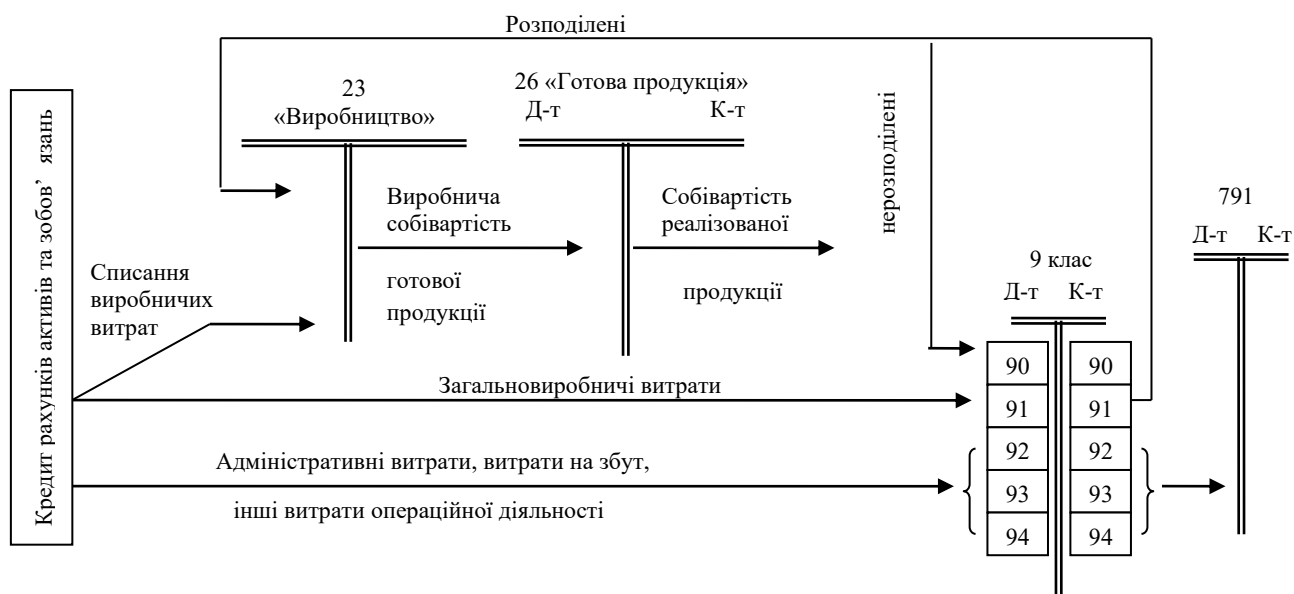 Розподілені
23
«Виробництво»
26 «Готова продукція»
Д-т К-т
нерозподілені
Кредит рахунків активів та зобов’ язань
Виробнича
собівартість
готової
продукції
Собівартість
реалізованої
продукції
791
Д-т К-т
Списання
виробничих
витрат
9 клас
Д-т К-т
Загальновиробничі витрати
Адміністративні витрати, витрати на збут,
інші витрати операційної діяльності
90 90
91 91
92 92
93 93
94 94